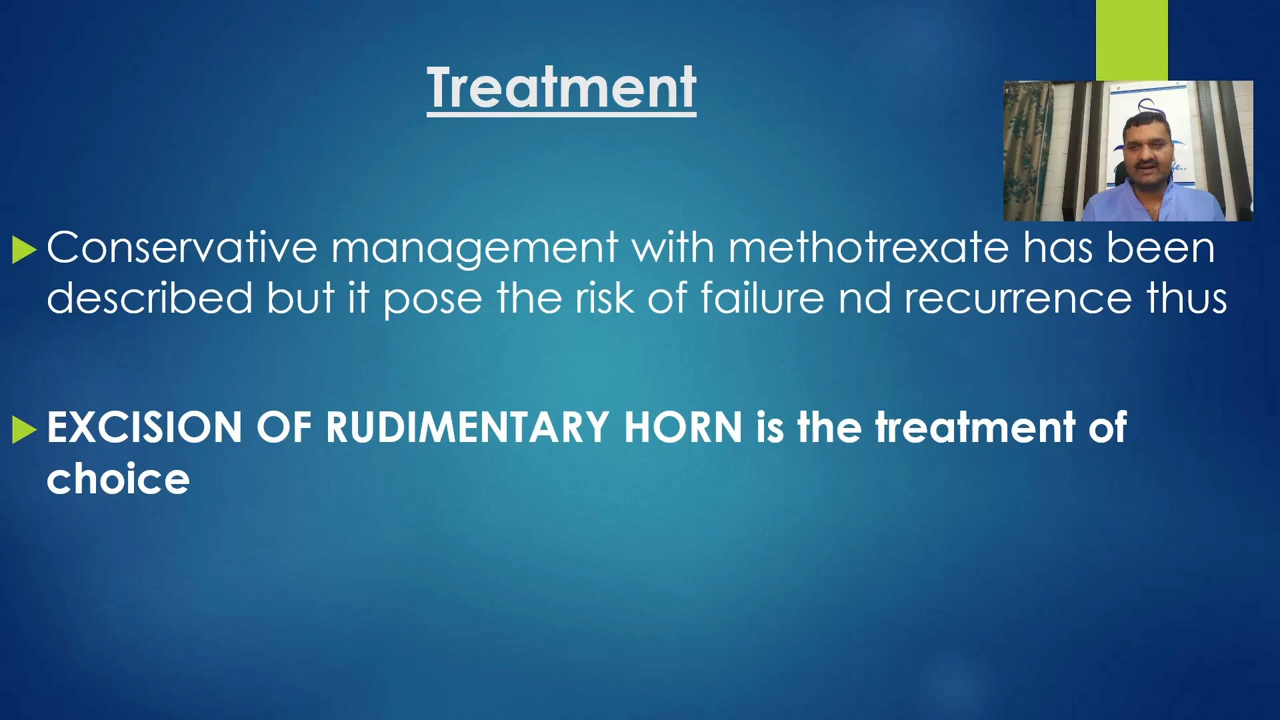 Treatment
Conservative management with methotrexate has been
described but it pose the risk of failure nd recurrence thus
EXCISION OF RUDIMENTARY HORN is the treatment of
choice